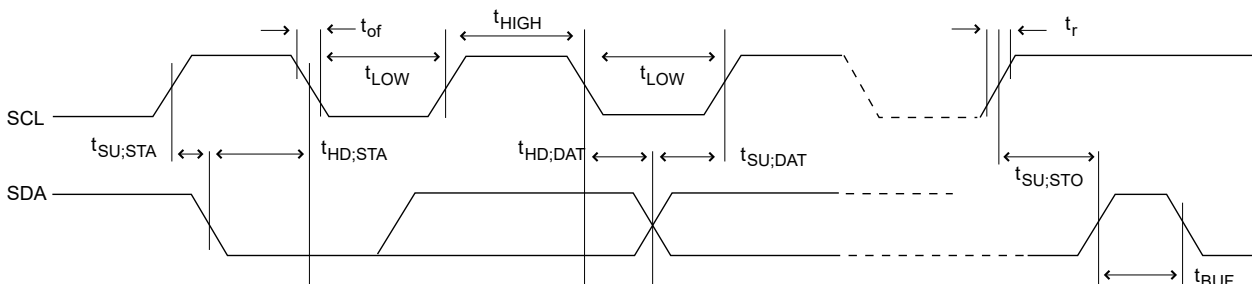 t_of
t_HIGH
t_r
t_LOW
t_LOW
SCL
t_SU;STA
t_HD;STA
t_HD;DAT
t_SU;DAT
t_SU;STO
SDA
t_BUF